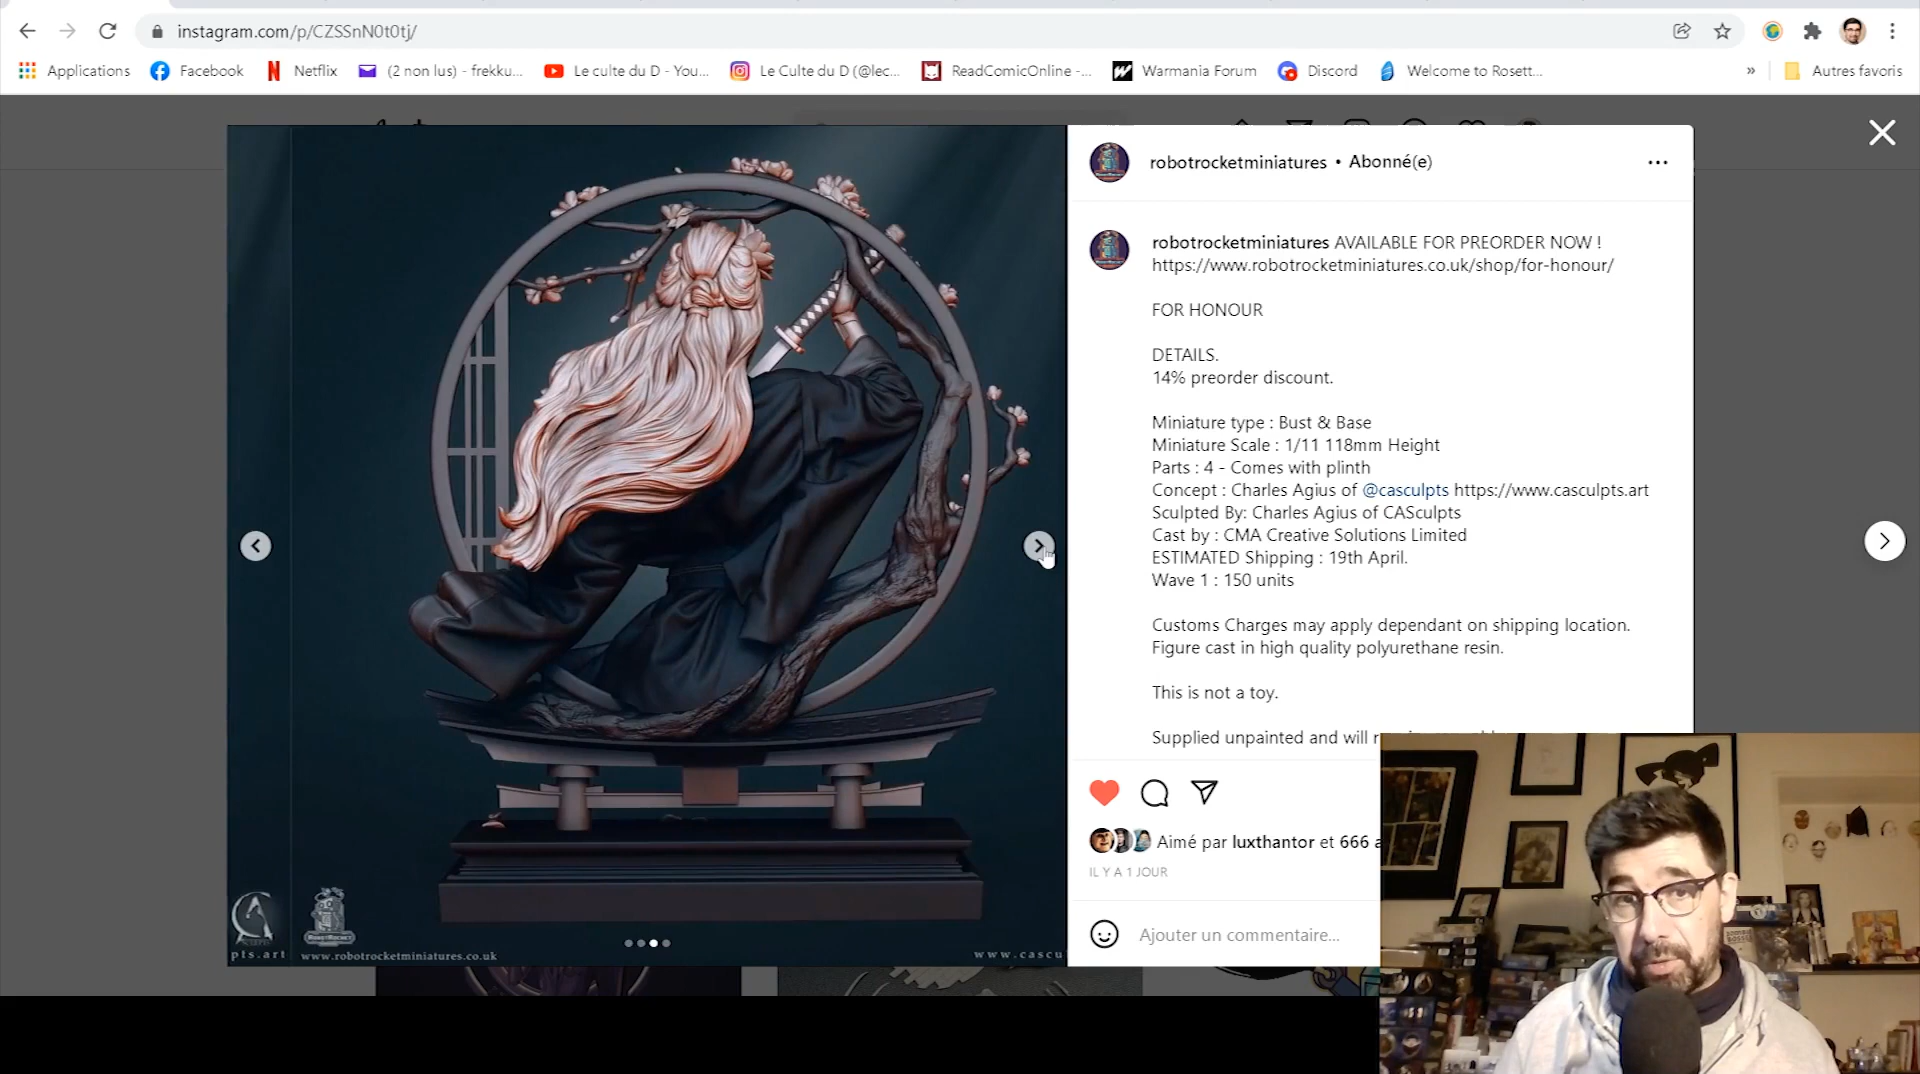 instagram.com/p/CZSSnN0t0tj/
Applications
Facebook
Netflix
(2 non lus) - frekku...
Le culte du D - You...
Le Culte du D (@lec...
ReadComicOnline -...
Warmania Forum
Discord
Welcome to Rosett...
»
Autres favoris
robotrocketminiatures • Abonné(e)
robotrocketminiatures AVAILABLE FOR PREORDER NOW !
https://www.robotrocketminiatures.co.uk/shop/for-honour/
FOR HONOUR
DETAILS.
14% preorder discount.
Miniature type : Bust & Base
Miniature Scale : 1/11 118mm Height
Parts : 4 - Comes with plinth
Concept : Charles Agius of @casculpts https://www.casculpts.art
Sculpted By: Charles Agius of CASculpts
Cast by : CMA Creative Solutions Limited
ESTIMATED Shipping : 19th April.
Wave 1 : 150 units
Customs Charges may apply dependant on shipping location.
Figure cast in high quality polyurethane resin.
This is not a toy.
Supplied unpainted and will
Aimé par luxthantor et 666 a
IL Y A 1 JOUR
Ajouter un commentaire...
SCULPTS
ROBOTROCKET
pts.art
www.robotrocketminiatures.co.uk
www.cascu